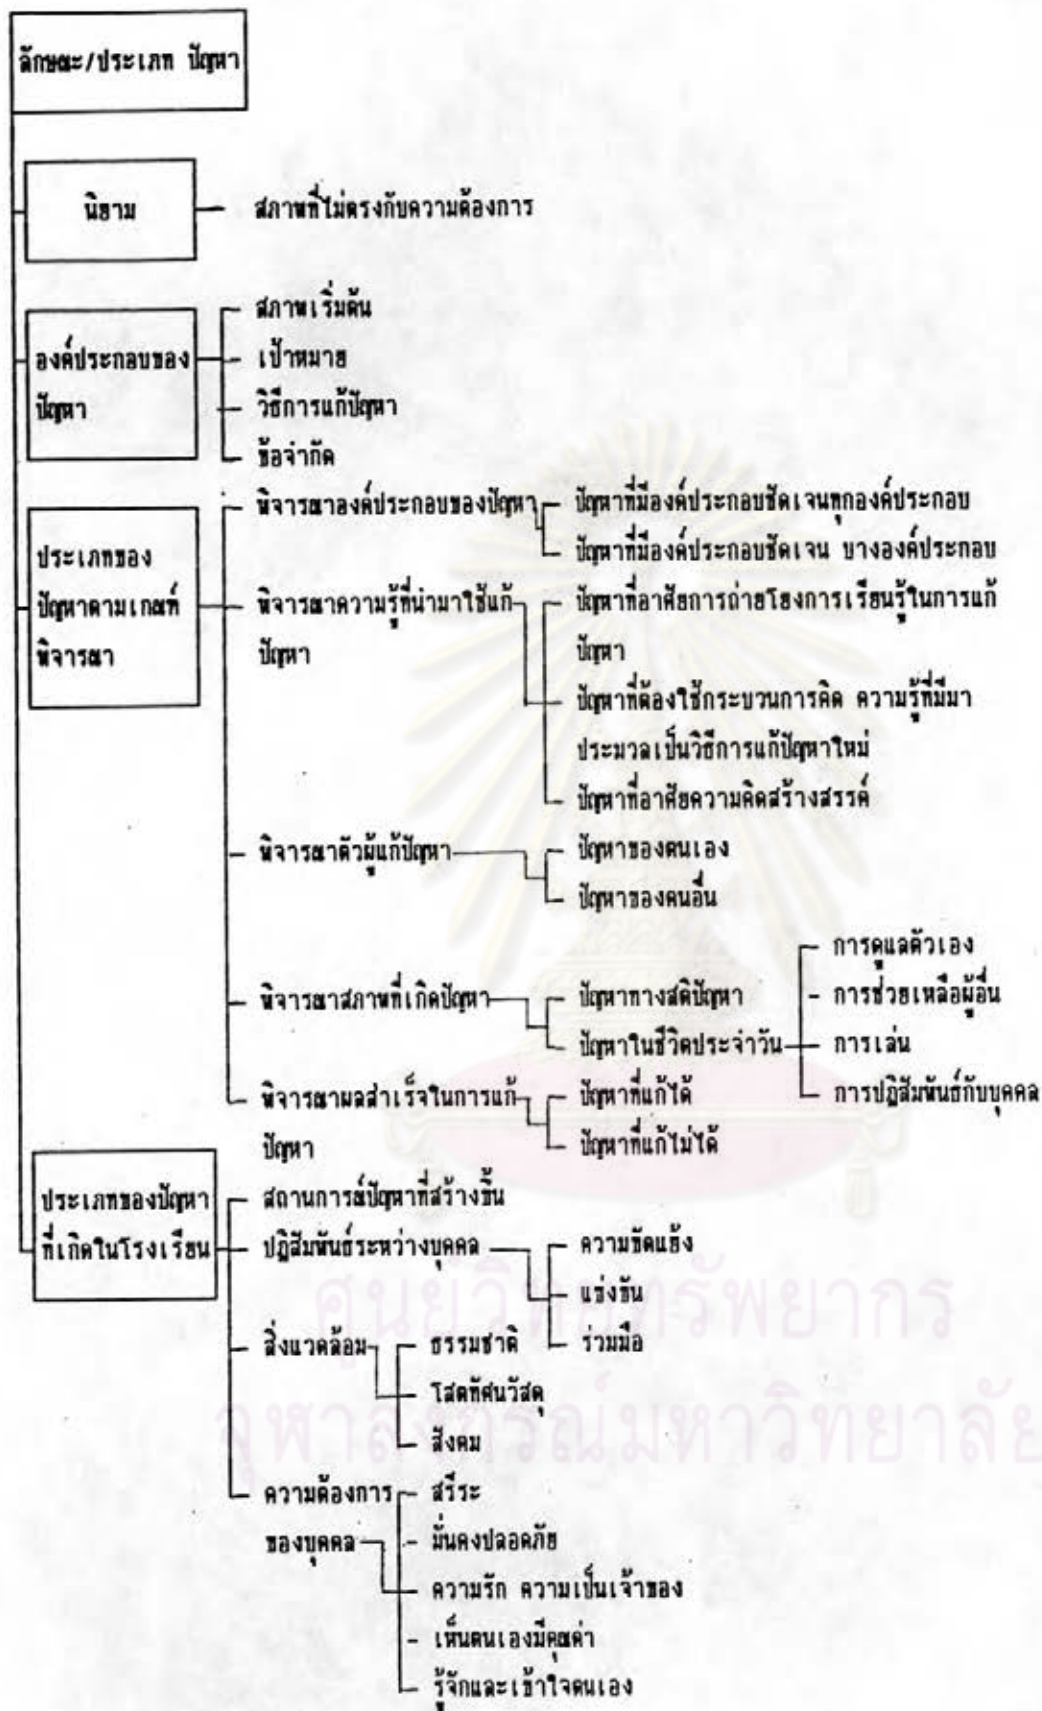 ลักษณะ/ประเภท ปัญหา
นิยาม
สภาพที่ไม่ตรงกับความต้องการ
องค์ประกอบของ
ปัญหา
สภาพเริ่มต้น
เป้าหมาย
วิธีการแก้ปัญหา
ข้อจำกัด
ประเภทของ
ปัญหาตามเกณฑ์
พิจารณา
พิจารณาองค์ประกอบของปัญหา
ปัญหาที่มีองค์ประกอบชัดเจนทุกองค์ประกอบ
ปัญหาที่มีองค์ประกอบชัดเจน บางองค์ประกอบ
พิจารณาความรู้ที่นำมาใช้แก้
ปัญหา
ปัญหาที่อาศัยการถ่ายโยงการเรียนรู้ในการแก้
ปัญหา
ปัญหาที่ต้องใช้กระบวนการคิด ความรู้ที่มีมา
ประมวลเป็นวิธีการแก้ปัญหาใหม่
ปัญหาที่อาศัยความคิดสร้างสรรค์
พิจารณาตัวผู้แก้ปัญหา
ปัญหาของตนเอง
ปัญหาของคนอื่น
พิจารณาสภาพที่เกิดปัญหา
ปัญหาทางสติปัญหา
ปัญหาในชีวิตประจำวัน
การดูแลตัวเอง
การช่วยเหลือผู้อื่น
การเล่น
การปฏิสัมพันธ์กับบุคคล
พิจารณาผลสำเร็จในการแก้
ปัญหา
ปัญหาที่แก้ได้
ปัญหาที่แก้ไม่ได้
ประเภทของปัญหา
ที่เกิดในโรงเรียน
สถานการณ์ปัญหาที่สร้างขึ้น
ปฏิสัมพันธ์ระหว่างบุคคล
ความขัดแย้ง
แข่งขัน
ร่วมมือ
สิ่งแวดล้อม
ธรรมชาติ
โสตทัศนวัสดุ
สังคม
ความต้องการ
ของบุคคล
สรีระ
มั่นคงปลอดภัย
ความรัก ความเป็นเจ้าของ
เห็นตนเองมีคุณค่า
รู้จักและเข้าใจตนเอง
ศูนย์วิทยทรัพยากร
จุฬาลงกรณ์มหาวิทยาลัย